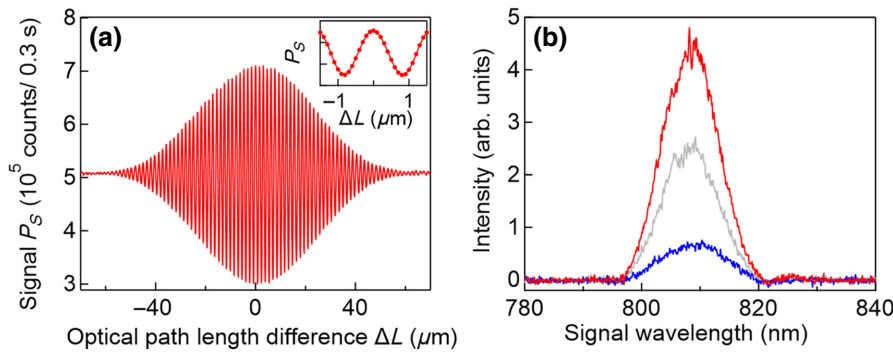 (a)
Signal P_S (10^5 counts/ 0.3 s)
8
7
6
5
4
3
−40
0
40
Optical path length difference ΔL (μm)
P_S
−1
1
ΔL (μm)
(b)
Intensity (arb. units)
5
4
3
2
1
0
780
800
820
840
Signal wavelength (nm)